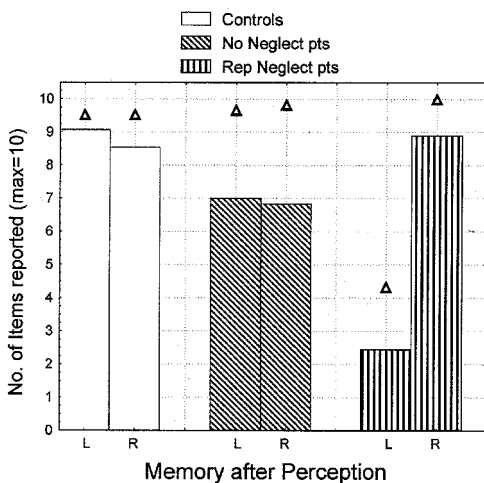 Controls
No Neglect pts
Rep Neglect pts
No. of Items reported (max=10)
10
9
8
7
6
5
4
3
2
1
0
L R L R L R
Memory after Perception